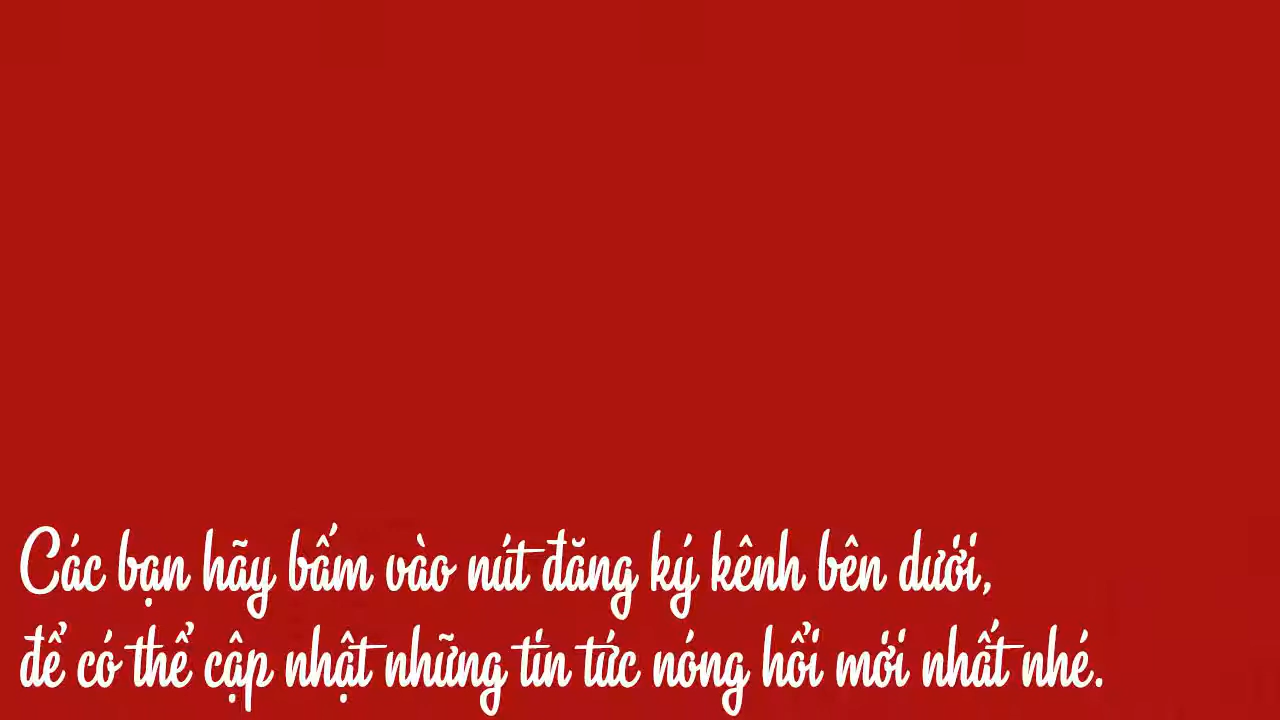 Các bạn hãy bấm vào nút đăng ký kênh bên dưới,
để có thể cập nhật những tin tức nóng hổi mới nhất nhé.